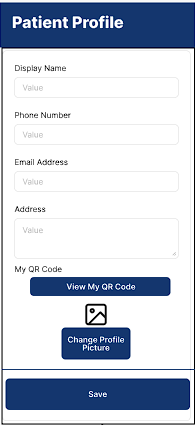 Patient Profile
Display Name
Value
Phone Number
Value
Email Address
Value
Address
Value
My QR Code
View My QR Code
Change Profile
Picture
Save